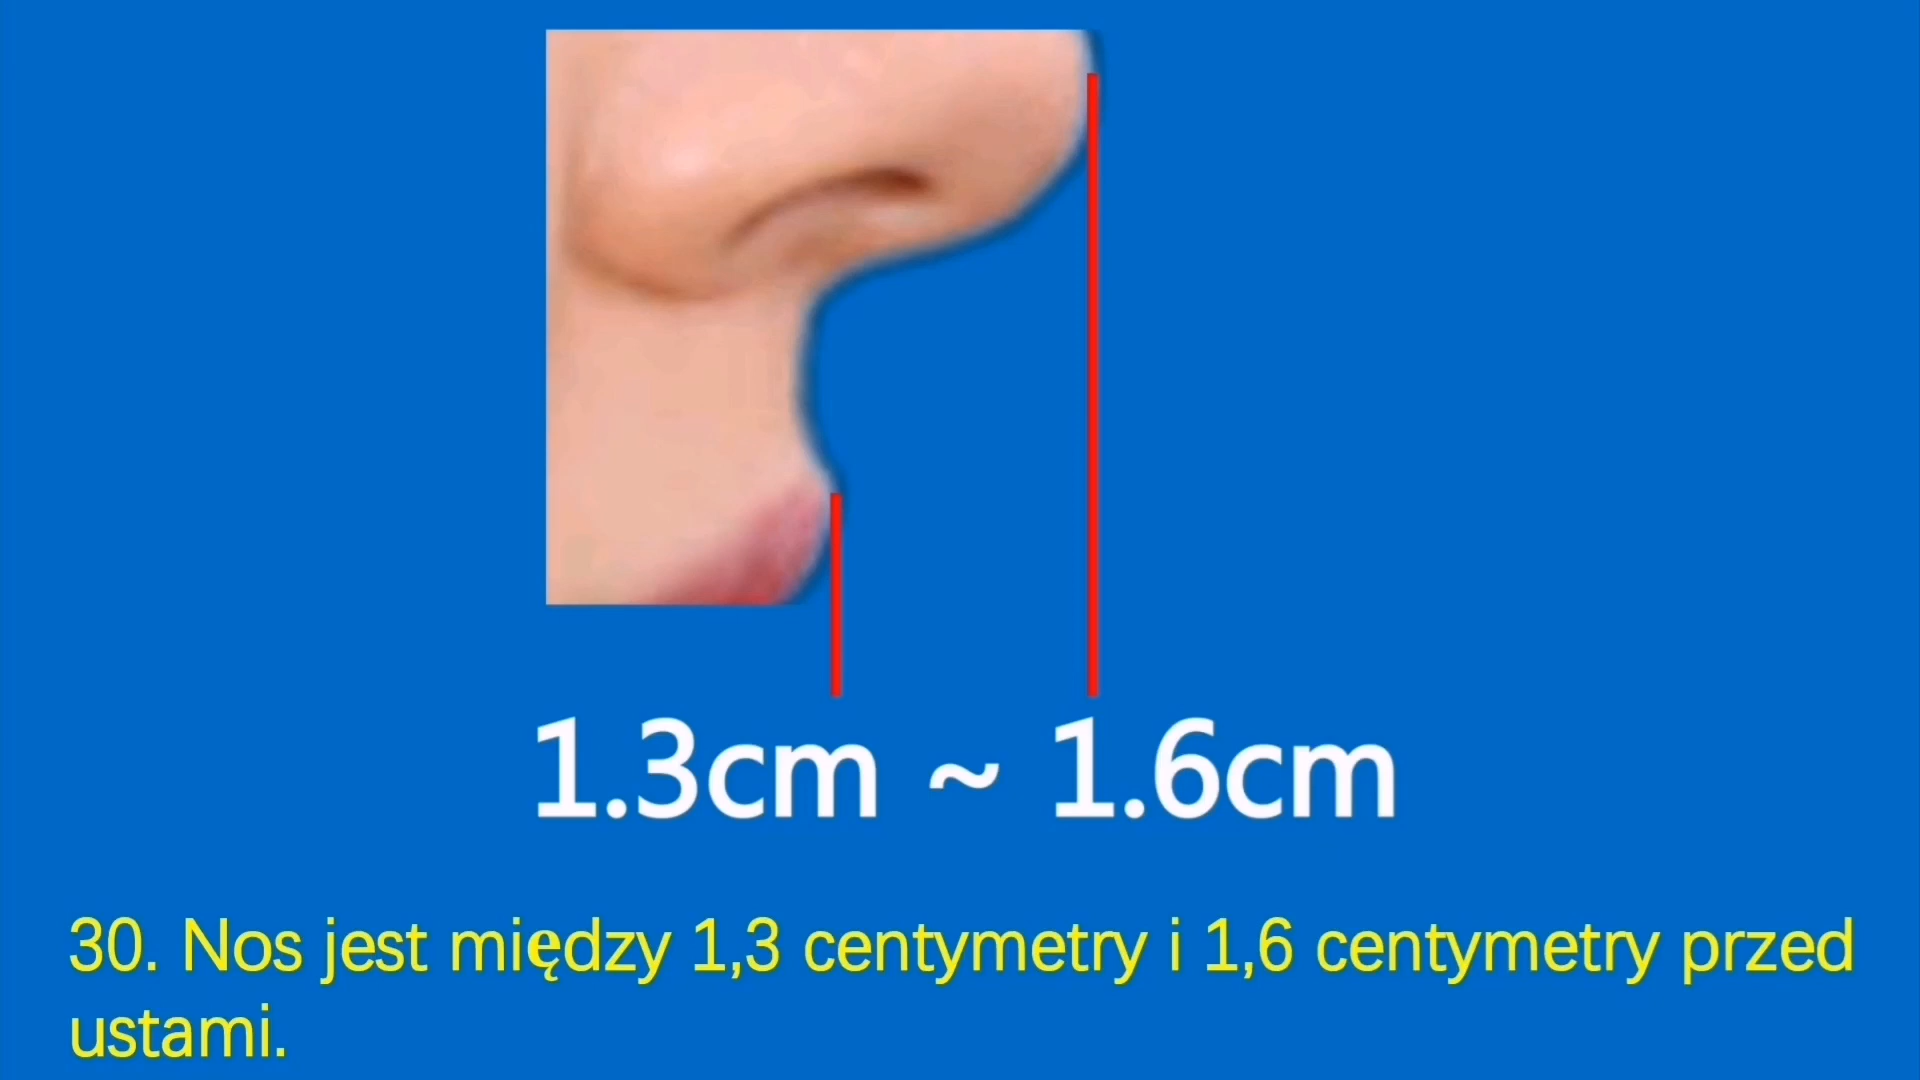 1.3cm ~ 1.6cm
30. Nos jest między 1,3 centymetry i 1,6 centymetry przed
ustami.